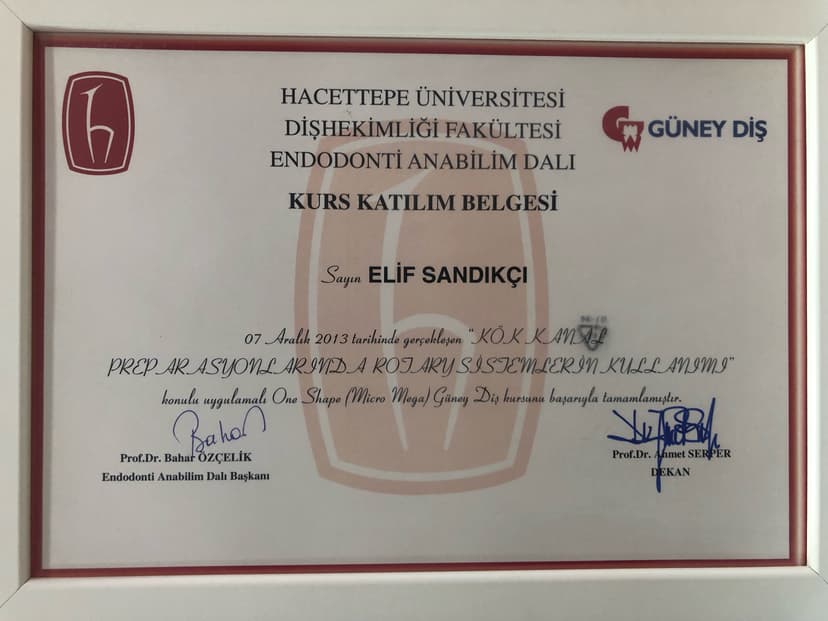 HACETTEPE ÜNİVERSİTESİ
DİŞHEKİMLİĞİ FAKÜLTESİ
ENDODONTİ ANABİLİM DALI
GÜNEY DİŞ
KURS KATILIM BELGESİ
Sayın ELİF SANDIKÇI
07 Aralık 2013 tarihinde gerçekleşen "KÖK KANAL
PREPARASYONLARINDA ROTARY SİSTEMLERİN KULLANIMI"
konulu uygulamalı One Shape (Micro Mega) Güney Diş kursunu başarıyla tamamlamıştır.
Bahar
Prof.Dr. Bahar ÖZÇELİK
Endodonti Anabilim Dalı Başkanı
Prof.Dr. Ahmet SERPER
DEKAN